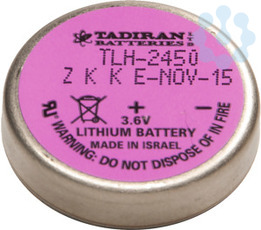 TADIRAN
BATTERIES LTD
TLH-2450
Z K K E-NOV-15
+ -
3.6V
LITHIUM BATTERY
MADE IN ISRAEL
WARNING: DO NOT DISPOSE OF IN FIRE